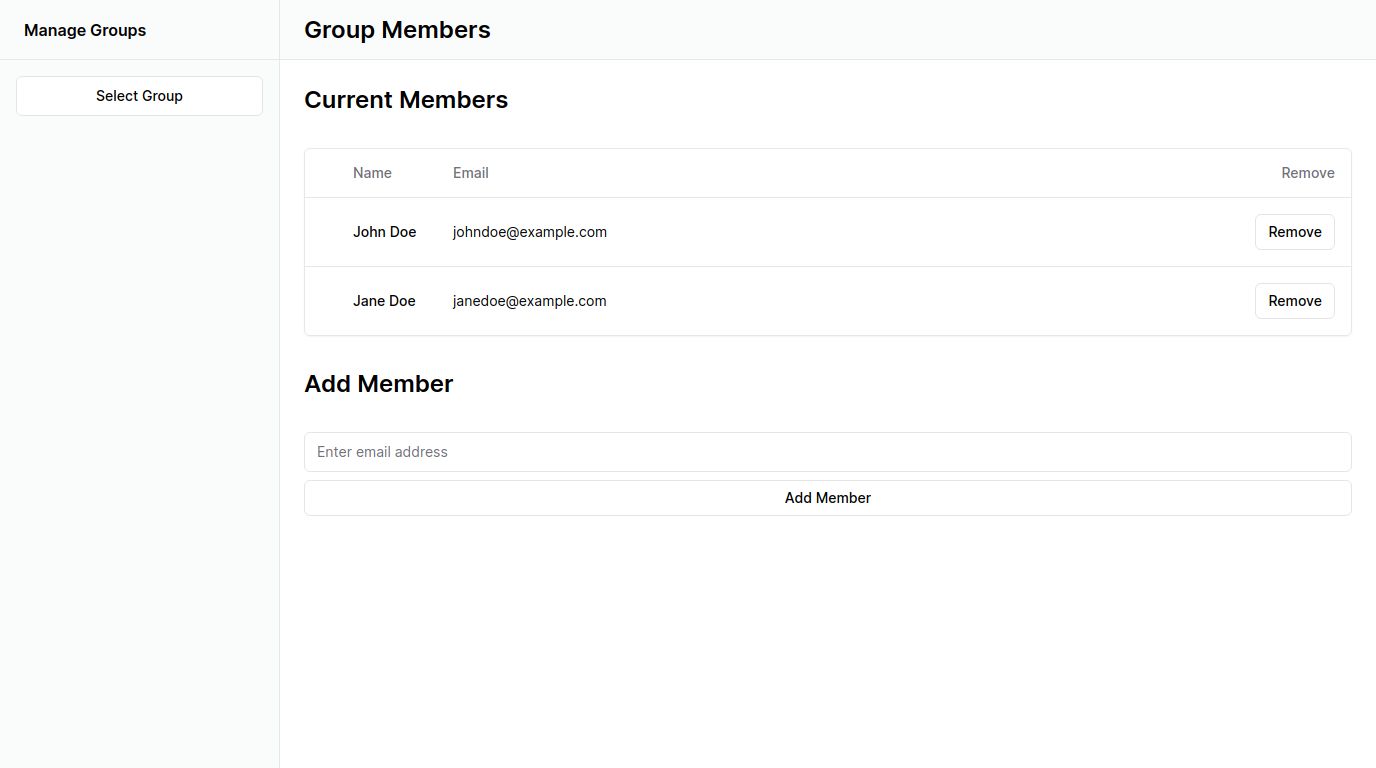 Manage Groups
Group Members
Select Group
Current Members
Name Email Remove
John Doe johndoe@example.com Remove
Jane Doe janedoe@example.com Remove
Add Member
Enter email address
Add Member